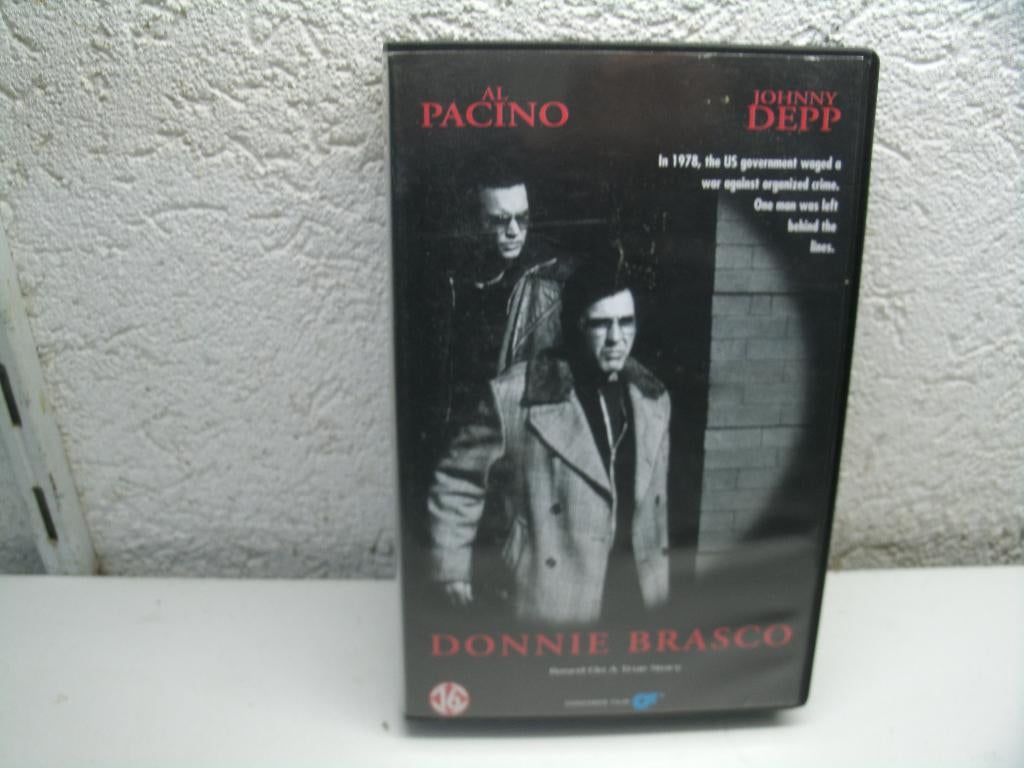 AL
PACINO
JOHNNY
DEPP
In 1978, the US government waged a
war against organized crime.
One man was left
behind the
lines.
DONNIE BRASCO
Based On A True Story
16